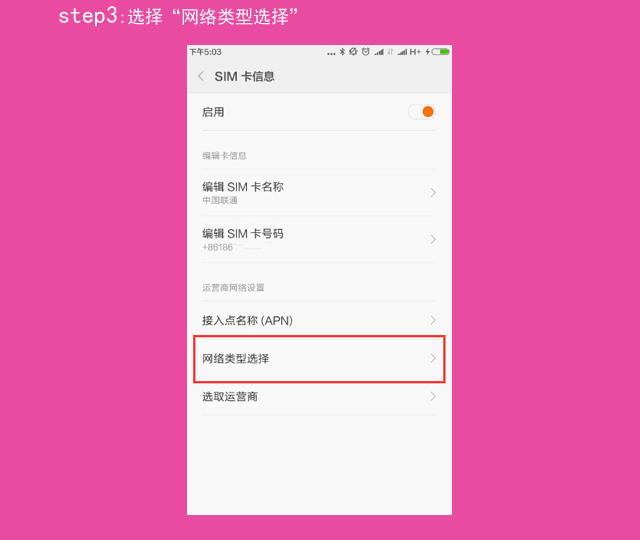 step3:选择“网络类型选择”
下午5:03
... H+
SIM 卡信息
启用
编辑卡信息
编辑 SIM 卡名称
中国联通
编辑 SIM 卡号码
+86186
运营商网络设置
接入点名称 (APN)
网络类型选择
选取运营商